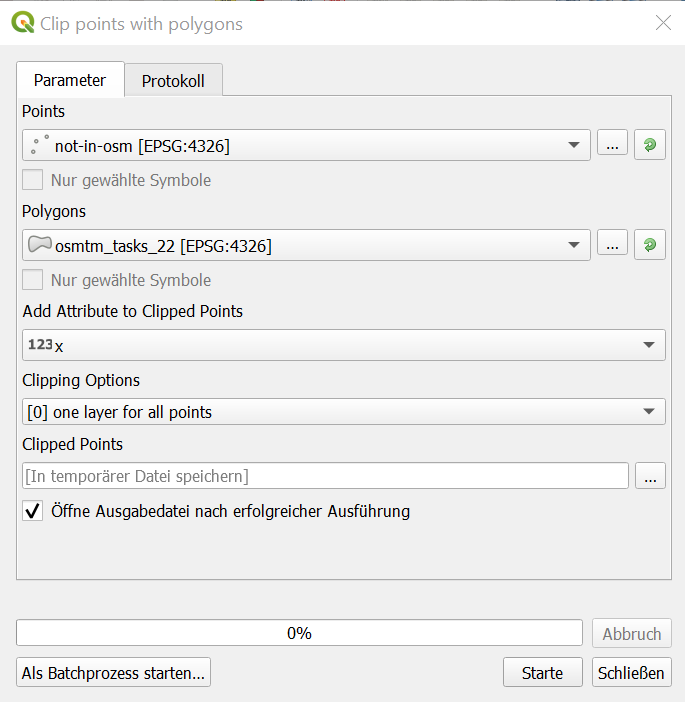 Clip points with polygons
Parameter
Protokoll
Points
not-in-osm [EPSG:4326]
...
Nur gewählte Symbole
Polygons
osmtm_tasks_22 [EPSG:4326]
...
Nur gewählte Symbole
Add Attribute to Clipped Points
123 x
Clipping Options
[0] one layer for all points
Clipped Points
[In temporärer Datei speichern]
...
Öffne Ausgabedatei nach erfolgreicher Ausführung
0%
Abbruch
Als Batchprozess starten...
Starte
Schließen